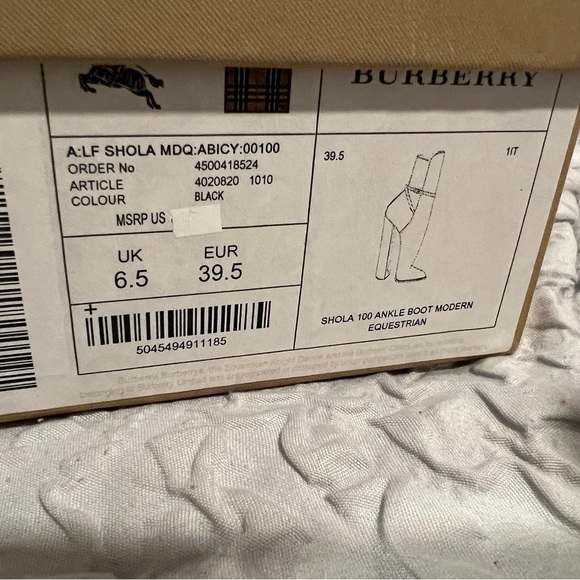 BURBERRY
A:LF SHOLA MDQ:ABICY:00100
ORDER No 4500418524
ARTICLE 4020820 1010
COLOUR BLACK
MSRP US
UK EUR
6.5 39.5
+
5045494911185
39.5 1IT
SHOLA 100 ANKLE BOOT MODERN
EQUESTRIAN